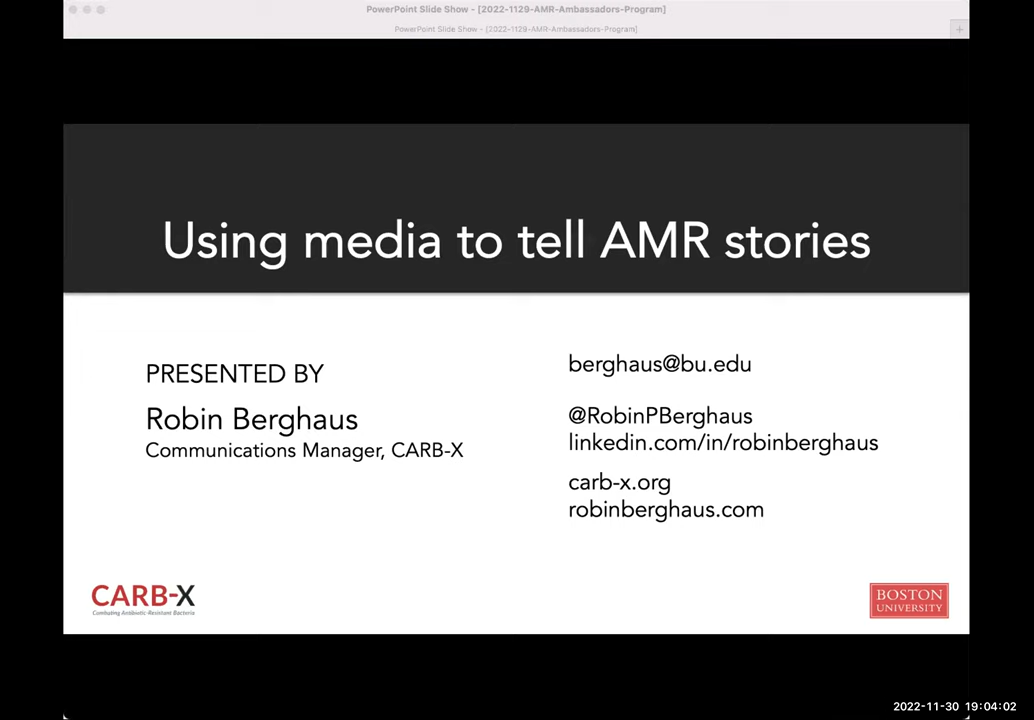 PowerPoint Slide Show - [2022-1129-AMR-Ambassadors-Program]
PowerPoint Slide Show - [2022-1129-AMR-Ambassadors-Program]
+
Using media to tell AMR stories
PRESENTED BY
Robin Berghaus
Communications Manager, CARB-X
berghaus@bu.edu
@RobinPBerghaus
linkedin.com/in/robinberghaus
carb-x.org
robinberghaus.com
CARB-X
Combating Antibiotic-Resistant Bacteria
BOSTON
UNIVERSITY
2022-11-30 19:04:02